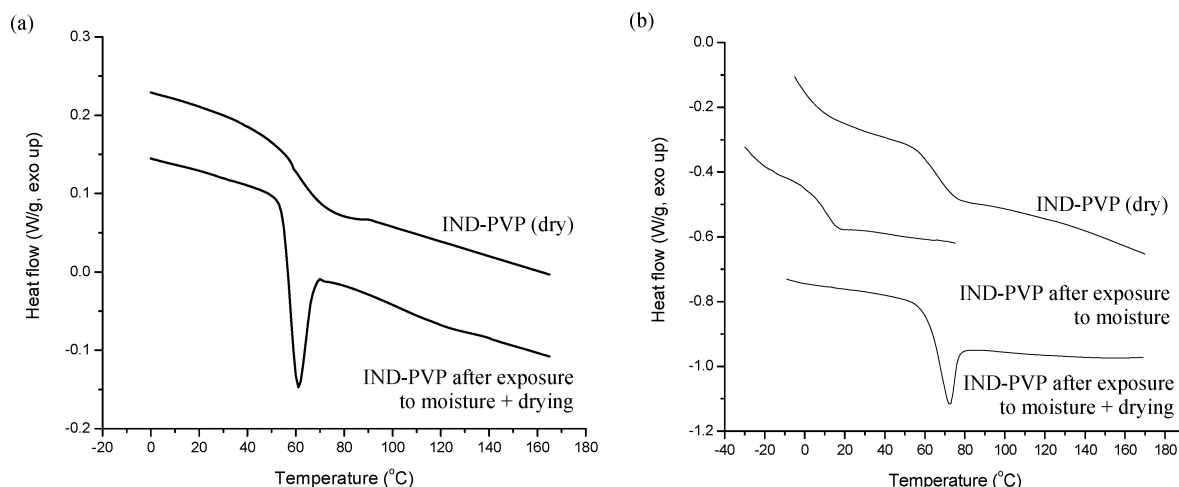 (a)
0.3
0.2
0.1
0.0
-0.1
-0.2
Heat flow (W/g, exo up)
IND-PVP (dry)
IND-PVP after exposure
to moisture + drying
-20 0 20 40 60 80 100 120 140 160 180
Temperature (°C)
(b)
0.0
-0.2
-0.4
-0.6
-0.8
-1.0
-1.2
Heat flow (W/g, exo up)
IND-PVP (dry)
IND-PVP after exposure
to moisture
IND-PVP after exposure
to moisture + drying
-40 -20 0 20 40 60 80 100 120 140 160 180
Temperature (°C)